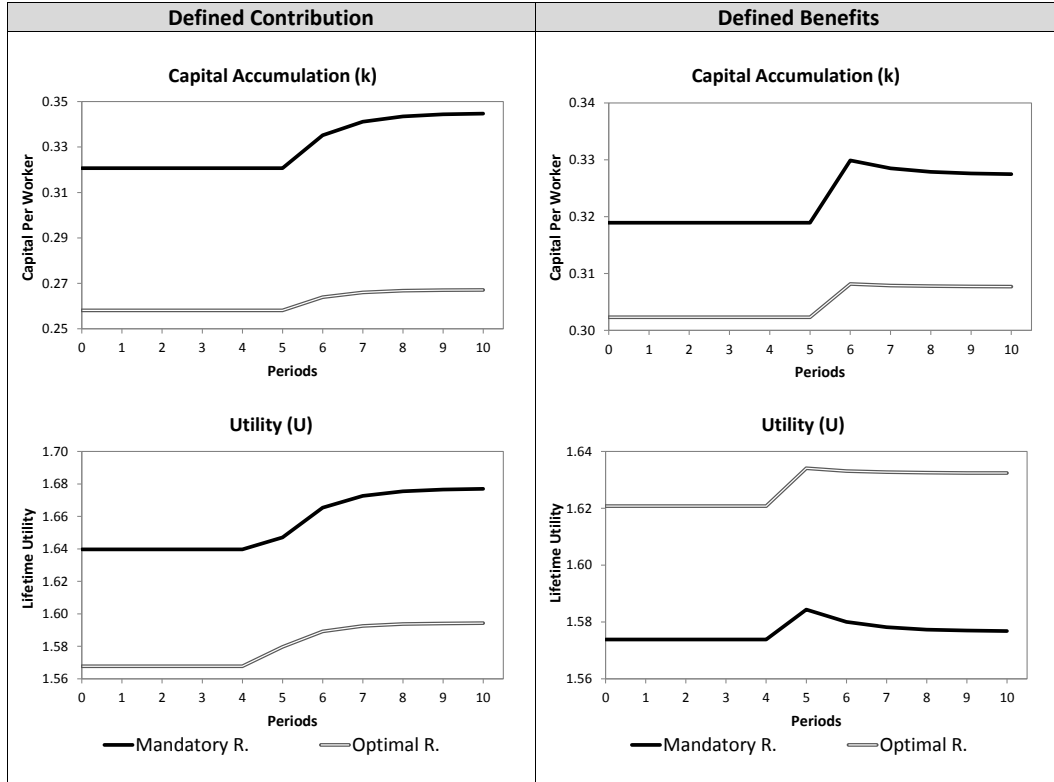 Defined Contribution
Defined Benefits
Capital Accumulation (k)
Capital Per Worker
0.35
0.33
0.31
0.29
0.27
0.25
0 1 2 3 4 5 6 7 8 9 10
Periods
Capital Accumulation (k)
Capital Per Worker
0.34
0.33
0.32
0.31
0.30
0 1 2 3 4 5 6 7 8 9 10
Periods
Utility (U)
Lifetime Utility
1.70
1.68
1.66
1.64
1.62
1.60
1.58
1.56
0 1 2 3 4 5 6 7 8 9 10
Periods
Utility (U)
Lifetime Utility
1.64
1.62
1.60
1.58
1.56
0 1 2 3 4 5 6 7 8 9 10
Periods
Mandatory R. Optimal R.
Mandatory R. Optimal R.